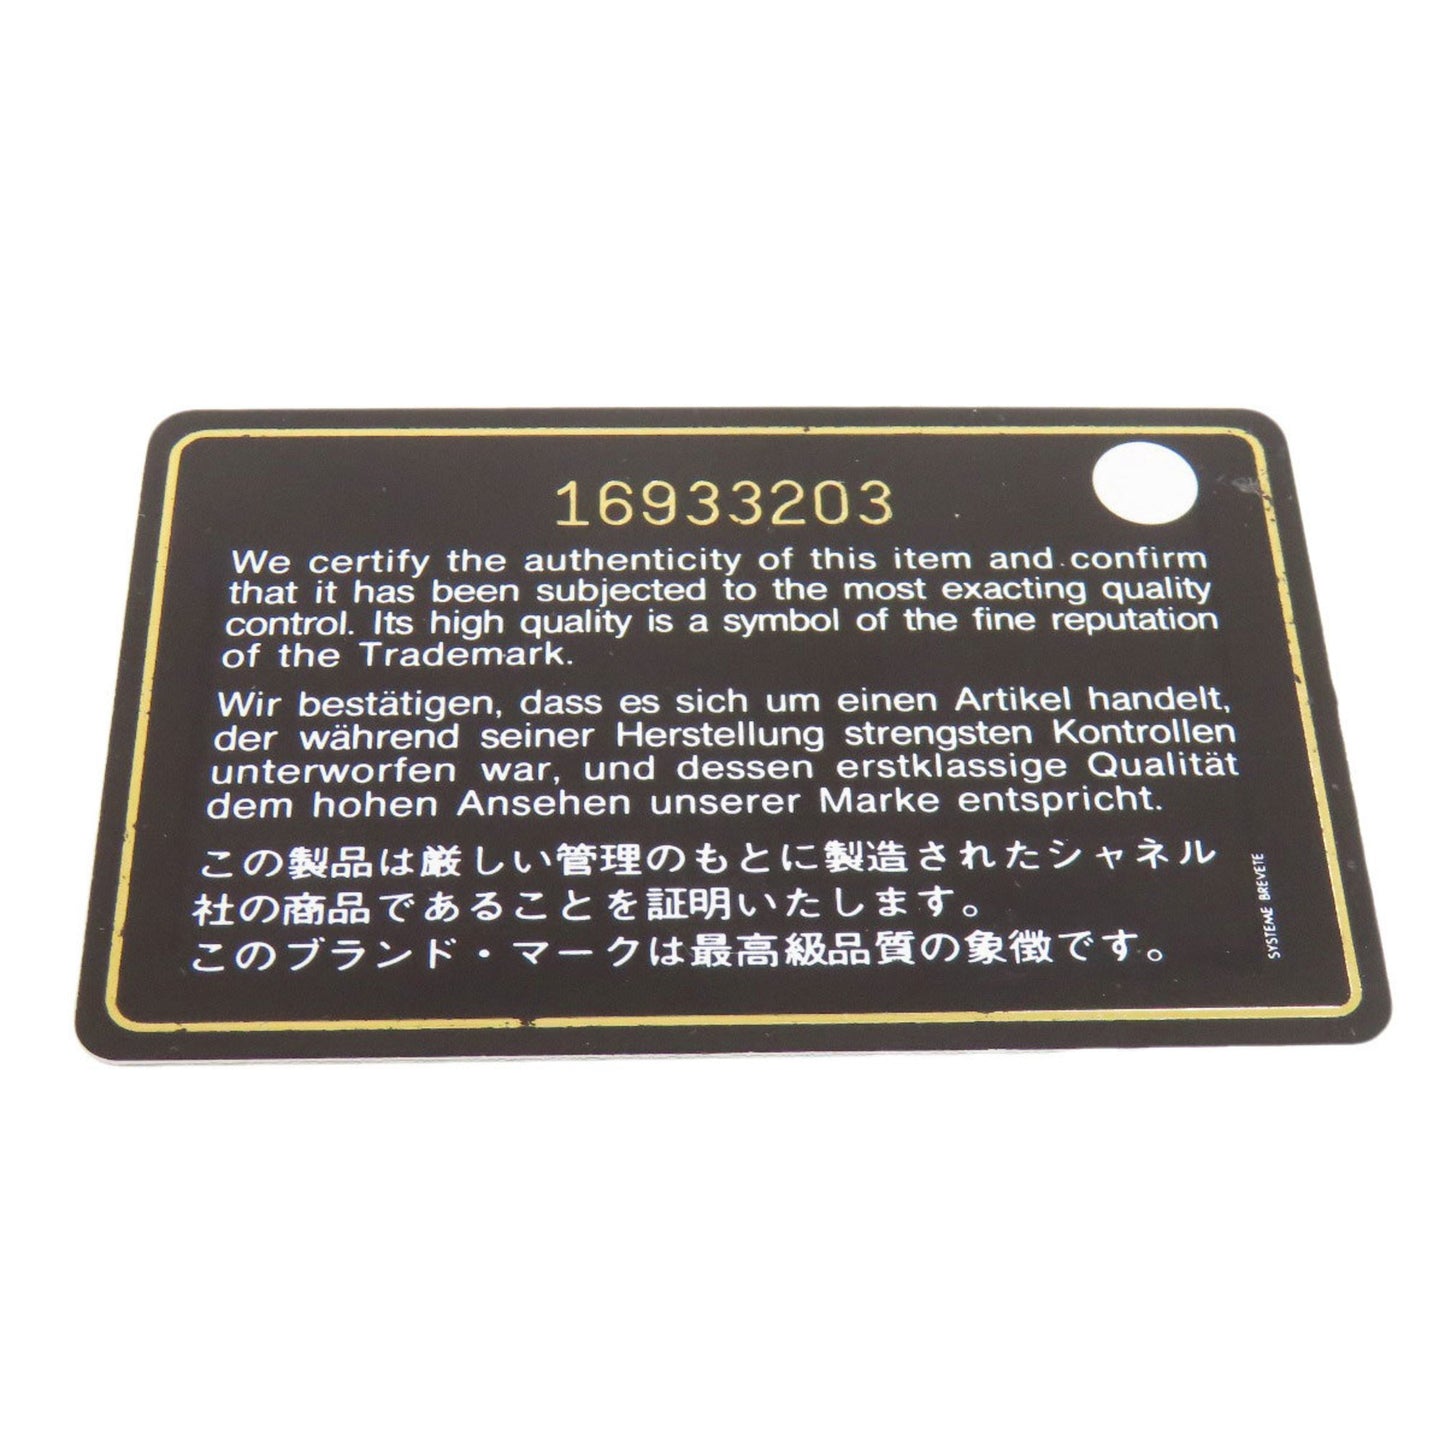 16933203
We certify the authenticity of this item and confirm
that it has been subjected to the most exacting quality
control. Its high quality is a symbol of the fine reputation
of the Trademark.
Wir bestätigen, dass es sich um einen Artikel handelt,
der während seiner Herstellung strengsten Kontrollen
unterworfen war, und dessen erstklassige Qualität
dem hohen Ansehen unserer Marke entspricht.
この製品は厳しい管理のもとに製造されたシャネル
社の商品であることを証明いたします。
このブランド・マークは最高級品質の象徴です。
SYSTEME BREVETE